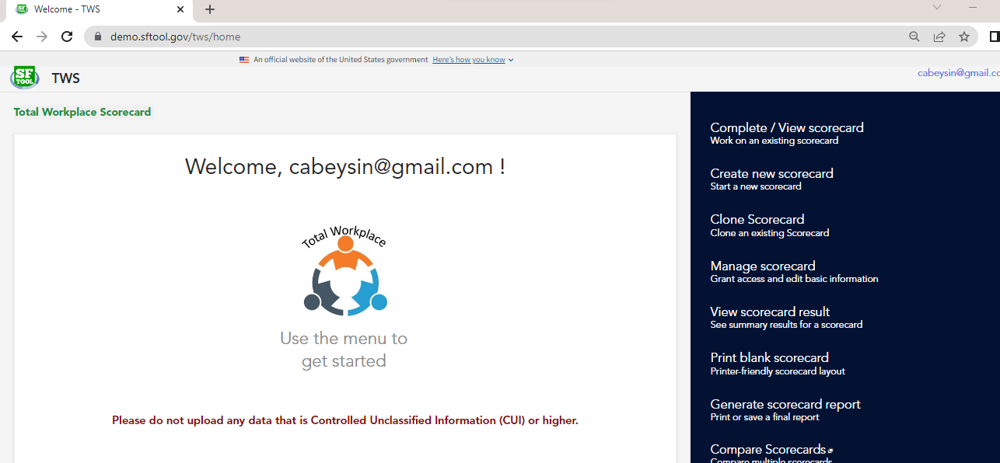 Welcome - TWS
demo.sftool.gov/tws/home
An official website of the United States government Here's how you know
SF
TOOL
TWS
cabeysin@gmail.co
Total Workplace Scorecard
Welcome, cabeysin@gmail.com !
Total Workplace
Use the menu to
get started
Please do not upload any data that is Controlled Unclassified Information (CUI) or higher.
Complete / View scorecard
Work on an existing scorecard
Create new scorecard
Start a new scorecard
Clone Scorecard
Clone an existing Scorecard
Manage scorecard
Grant access and edit basic information
View scorecard result
See summary results for a scorecard
Print blank scorecard
Printer-friendly scorecard layout
Generate scorecard report
Print or save a final report
Compare Scorecards
Compare multiple scorecards